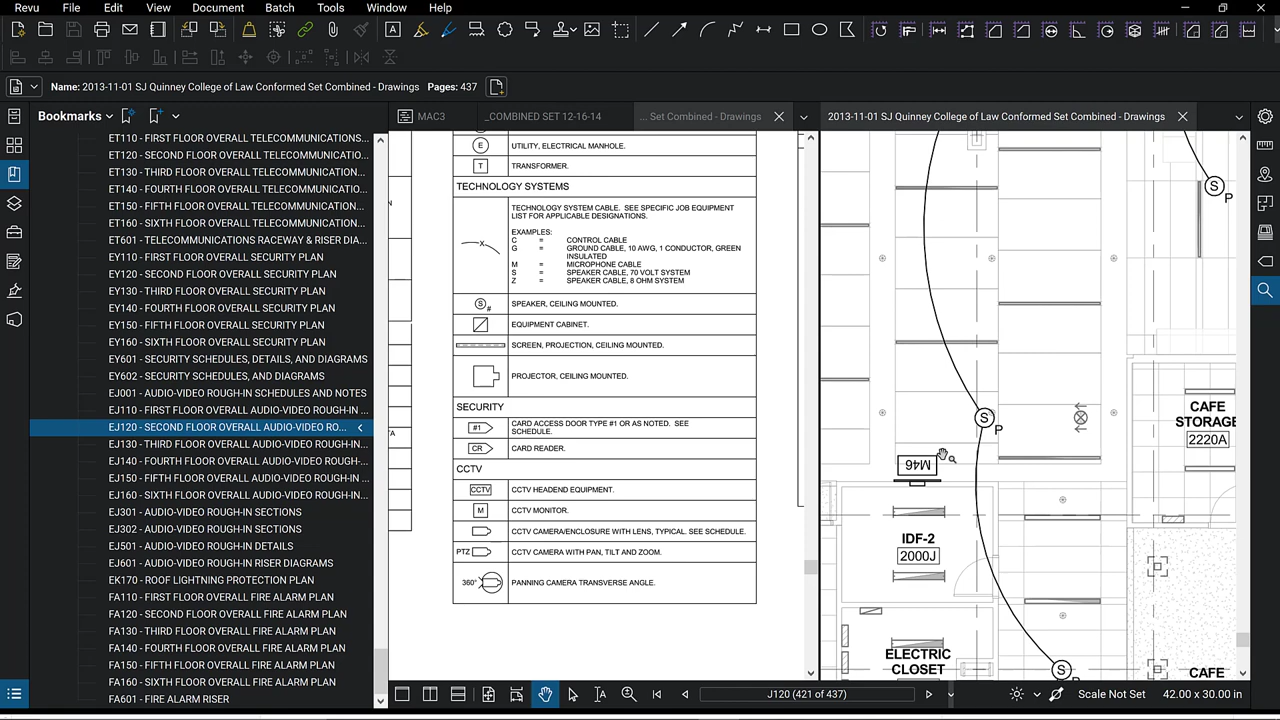 Revu File Edit View Document Batch Tools Window Help
Name: 2013-11-01 SJ Quinney College of Law Conformed Set Combined - Drawings Pages: 437
Bookmarks
MAC3
_COMBINED SET 12-16-14
... Set Combined - Drawings
2013-11-01 SJ Quinney College of Law Conformed Set Combined - Drawings
ET110 - FIRST FLOOR OVERALL TELECOMMUNICATIONS...
ET120 - SECOND FLOOR OVERALL TELECOMMUNICATIO...
ET130 - THIRD FLOOR OVERALL TELECOMMUNICATIONS...
ET140 - FOURTH FLOOR OVERALL TELECOMMUNICATIO...
ET150 - FIFTH FLOOR OVERALL TELECOMMUNICATIONS...
ET160 - SIXTH FLOOR OVERALL TELECOMMUNICATIONS...
ET601 - TELECOMMUNICATIONS RACEWAY & RISER DIA...
EY110 - FIRST FLOOR OVERALL SECURITY PLAN
EY120 - SECOND FLOOR OVERALL SECURITY PLAN
EY130 - THIRD FLOOR OVERALL SECURITY PLAN
EY140 - FOURTH FLOOR OVERALL SECURITY PLAN
EY150 - FIFTH FLOOR OVERALL SECURITY PLAN
EY160 - SIXTH FLOOR OVERALL SECURITY PLAN
EY601 - SECURITY SCHEDULES, DETAILS, AND DIAGRAMS
EY602 - SECURITY SCHEDULES, AND DIAGRAMS
EJ001 - AUDIO-VIDEO ROUGH-IN SCHEDULES AND NOTES
EJ110 - FIRST FLOOR OVERALL AUDIO-VIDEO ROUGH-IN ...
EJ120 - SECOND FLOOR OVERALL AUDIO-VIDEO RO...
EJ130 - THIRD FLOOR OVERALL AUDIO-VIDEO ROUGH-IN...
EJ140 - FOURTH FLOOR OVERALL AUDIO-VIDEO ROUGH-...
EJ150 - FIFTH FLOOR OVERALL AUDIO-VIDEO ROUGH-IN ...
EJ160 - SIXTH FLOOR OVERALL AUDIO-VIDEO ROUGH-IN...
EJ301 - AUDIO-VIDEO ROUGH-IN SECTIONS
EJ302 - AUDIO-VIDEO ROUGH-IN SECTIONS
EJ501 - AUDIO-VIDEO ROUGH-IN DETAILS
EJ601 - AUDIO-VIDEO ROUGH-IN RISER DIAGRAMS
EK170 - ROOF LIGHTNING PROTECTION PLAN
FA110 - FIRST FLOOR OVERALL FIRE ALARM PLAN
FA120 - SECOND FLOOR OVERALL FIRE ALARM PLAN
FA130 - THIRD FLOOR OVERALL FIRE ALARM PLAN
FA140 - FOURTH FLOOR OVERALL FIRE ALARM PLAN
FA150 - FIFTH FLOOR OVERALL FIRE ALARM PLAN
FA160 - SIXTH FLOOR OVERALL FIRE ALARM PLAN
FA601 - FIRE ALARM RISER
E UTILITY, ELECTRICAL MANHOLE.
T TRANSFORMER.
TECHNOLOGY SYSTEMS
TECHNOLOGY SYSTEM CABLE. SEE SPECIFIC JOB EQUIPMENT
LIST FOR APPLICABLE DESIGNATIONS.
X
EXAMPLES:
C = CONTROL CABLE
G = GROUND CABLE, 10 AWG, 1 CONDUCTOR, GREEN
INSULATED
M = MICROPHONE CABLE
S = SPEAKER CABLE, 70 VOLT SYSTEM
Z = SPEAKER CABLE, 8 OHM SYSTEM
S # SPEAKER, CEILING MOUNTED.
EQUIPMENT CABINET.
SCREEN, PROJECTION, CEILING MOUNTED.
PROJECTOR, CEILING MOUNTED.
SECURITY
#1 CARD ACCESS DOOR TYPE #1 OR AS NOTED. SEE
SCHEDULE.
CR CARD READER.
CCTV
CCTV CCTV HEADEND EQUIPMENT.
M CCTV MONITOR.
CCTV CAMERA/ENCLOSURE WITH LENS, TYPICAL. SEE SCHEDULE.
PTZ CCTV CAMERA WITH PAN, TILT AND ZOOM.
360° PANNING CAMERA TRANSVERSE ANGLE.
S
P
S
P
M46
CAFE
STORAGE
2220A
IDF-2
2000J
ELECTRIC
CLOSET
S
CAFE
J120 (421 of 437)
Scale Not Set
42.00 x 30.00 in